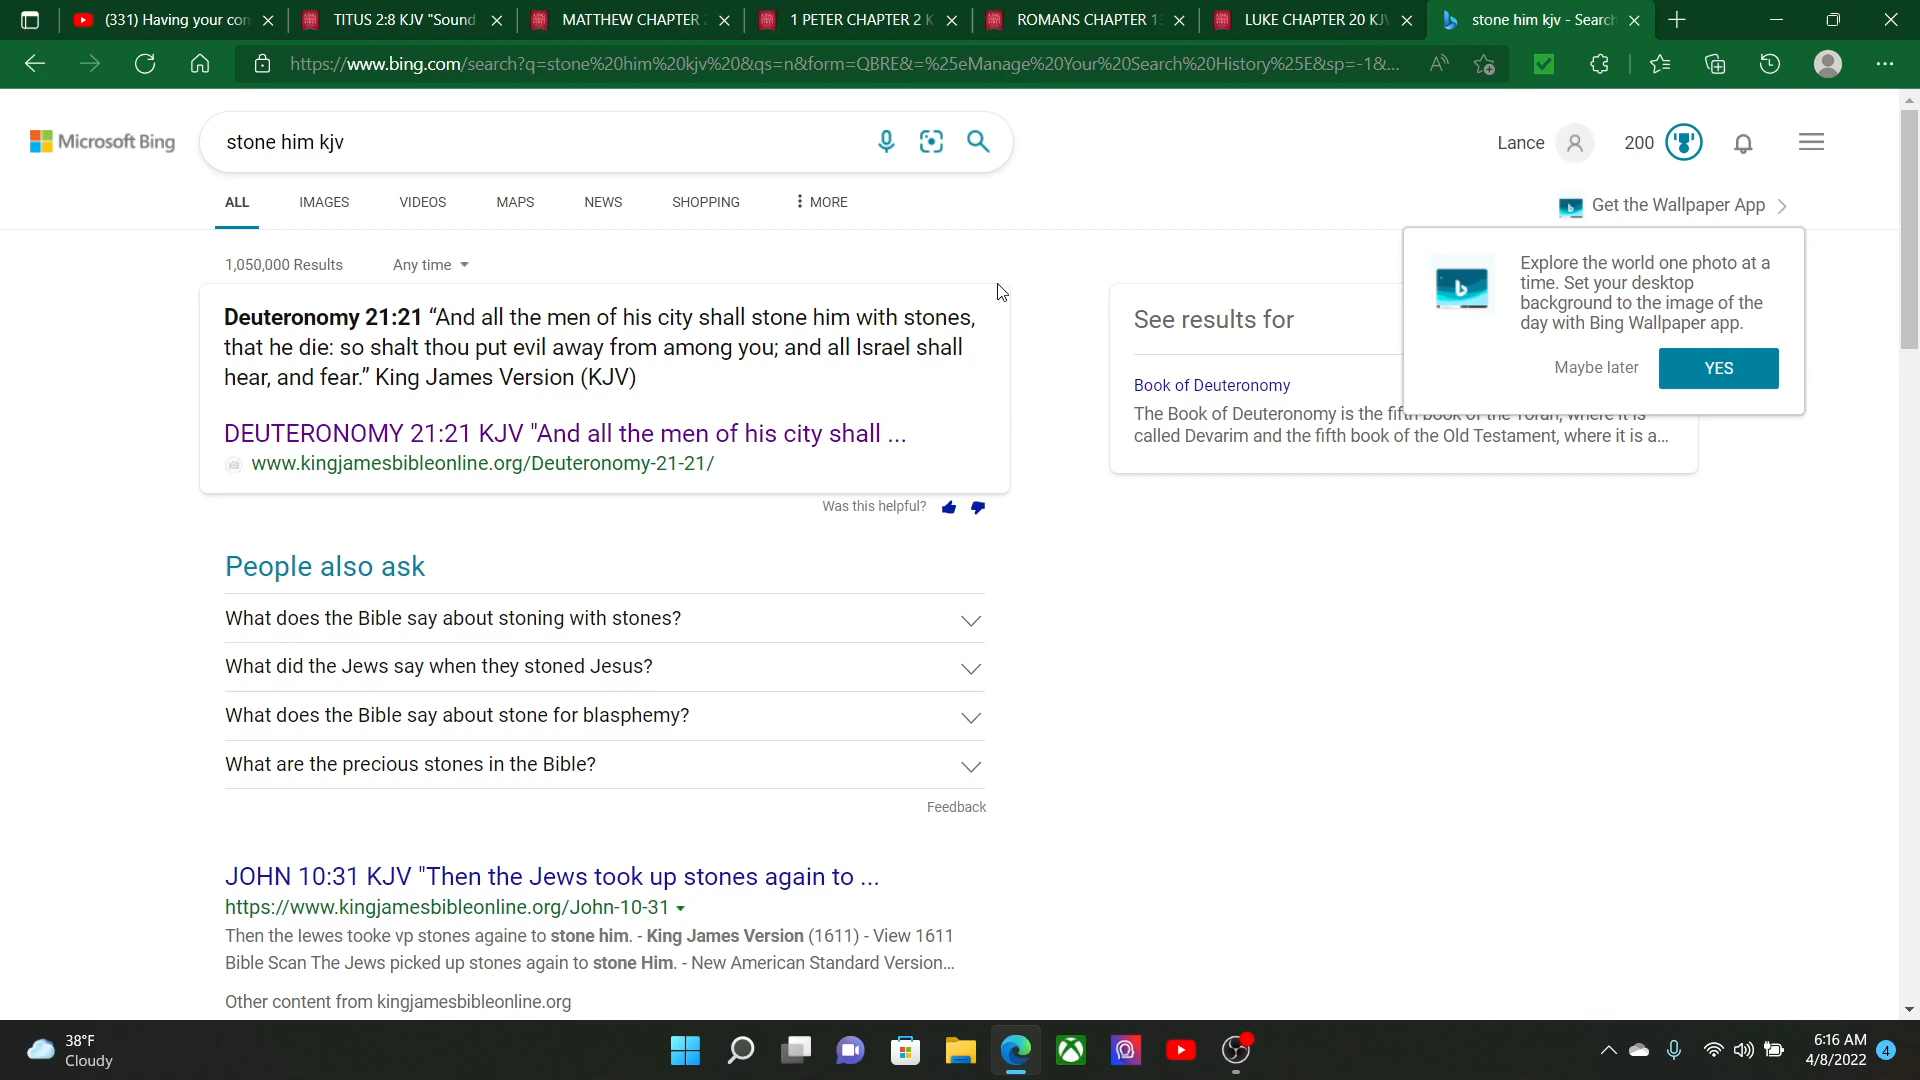 (331) Having your con
TITUS 2:8 KJV "Sound
MATTHEW CHAPTER 2
1 PETER CHAPTER 2 K
ROMANS CHAPTER 13
LUKE CHAPTER 20 KJV
stone him kjv - Search
https://www.bing.com/search?q=stone%20him%20kjv%20&qs=n&form=QBRE&=%25eManage%20Your%20Search%20History%25E&sp=-1&...
Microsoft Bing
stone him kjv
Lance
200
ALL
IMAGES
VIDEOS
MAPS
NEWS
SHOPPING
MORE
Get the Wallpaper App
1,050,000 Results
Any time
Deuteronomy 21:21 “And all the men of his city shall stone him with stones,
that he die: so shalt thou put evil away from among you; and all Israel shall
hear, and fear.” King James Version (KJV)
DEUTERONOMY 21:21 KJV "And all the men of his city shall ...
www.kingjamesbibleonline.org/Deuteronomy-21-21/
Was this helpful?
See results for
Book of Deuteronomy
The Book of Deuteronomy is the fifth book of the Torah, where it is
called Devarim and the fifth book of the Old Testament, where it is a...
Explore the world one photo at a
time. Set your desktop
background to the image of the
day with Bing Wallpaper app.
Maybe later
YES
People also ask
What does the Bible say about stoning with stones?
What did the Jews say when they stoned Jesus?
What does the Bible say about stone for blasphemy?
What are the precious stones in the Bible?
Feedback
JOHN 10:31 KJV "Then the Jews took up stones again to ...
https://www.kingjamesbibleonline.org/John-10-31
Then the Iewes tooke vp stones againe to stone him. - King James Version (1611) - View 1611
Bible Scan The Jews picked up stones again to stone Him. - New American Standard Version...
Other content from kingjamesbibleonline.org
38°F
Cloudy
6:16 AM
4/8/2022
4